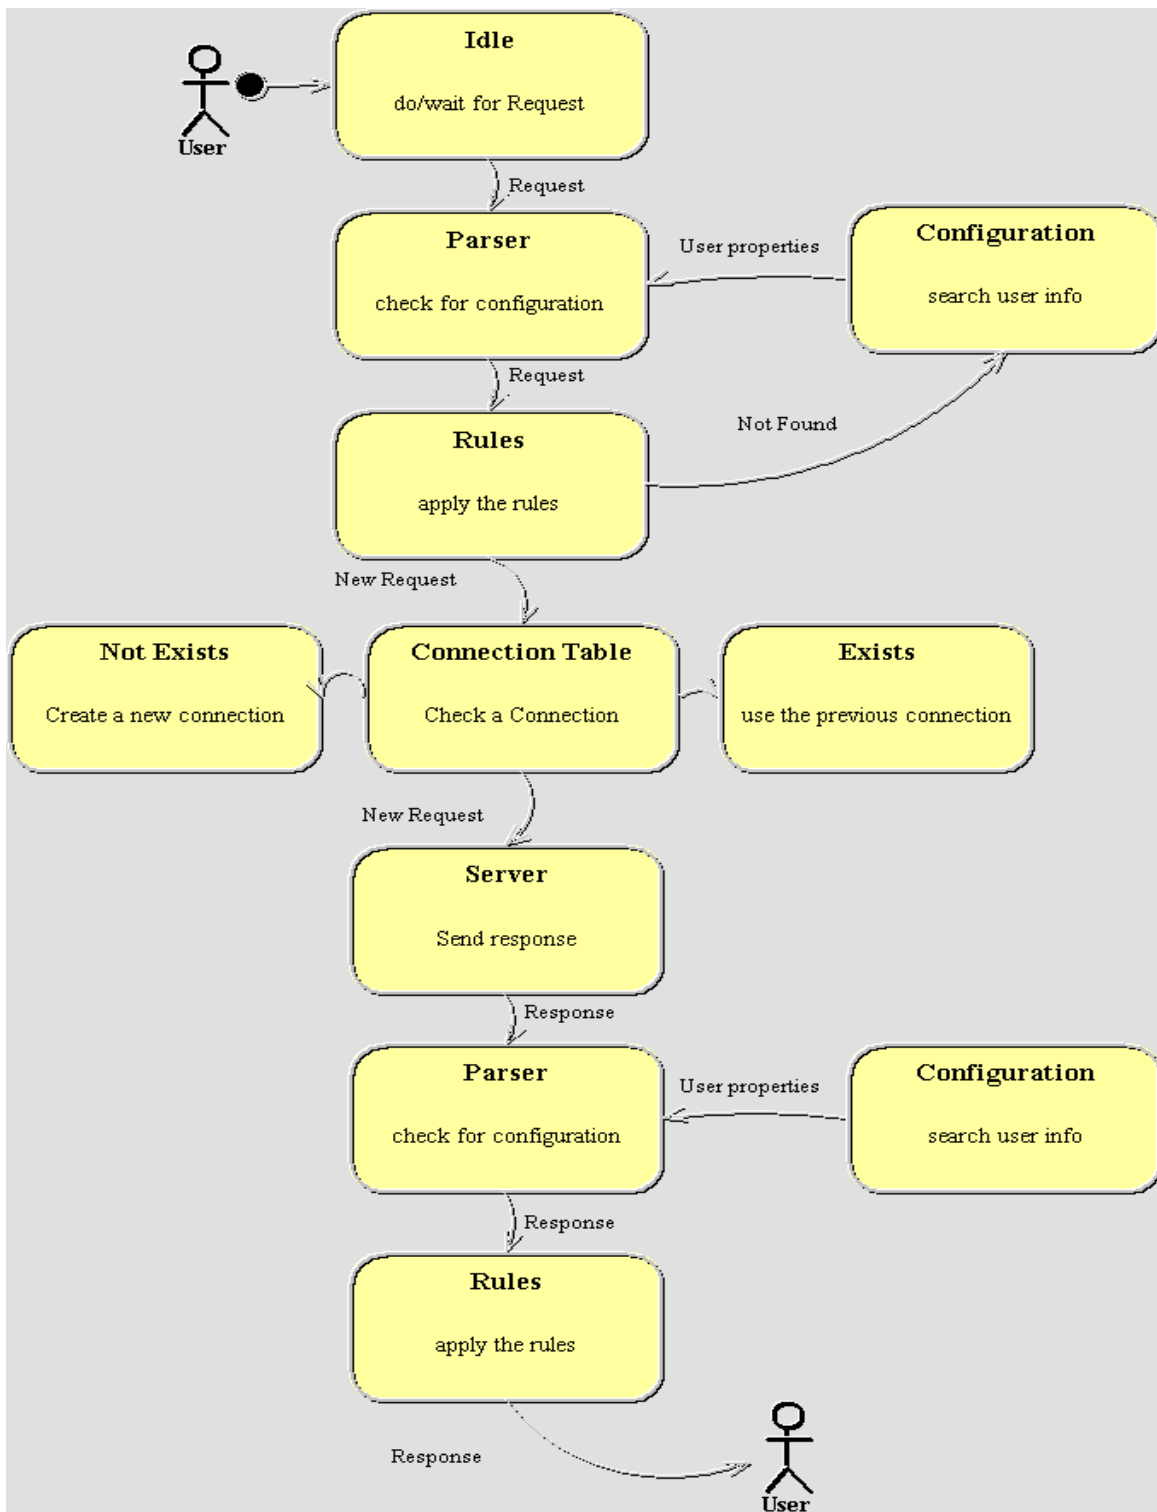 Idle
do/wait for Request
User
Request
Parser
Configuration
User properties
check for configuration
search user info
Request
Rules
Not Found
apply the rules
New Request
Not Exists
Connection Table
Exists
Create a new connection
Check a Connection
use the previous connection
New Request
Server
Send response
Response
Parser
Configuration
User properties
check for configuration
search user info
Response
Rules
apply the rules
Response
User